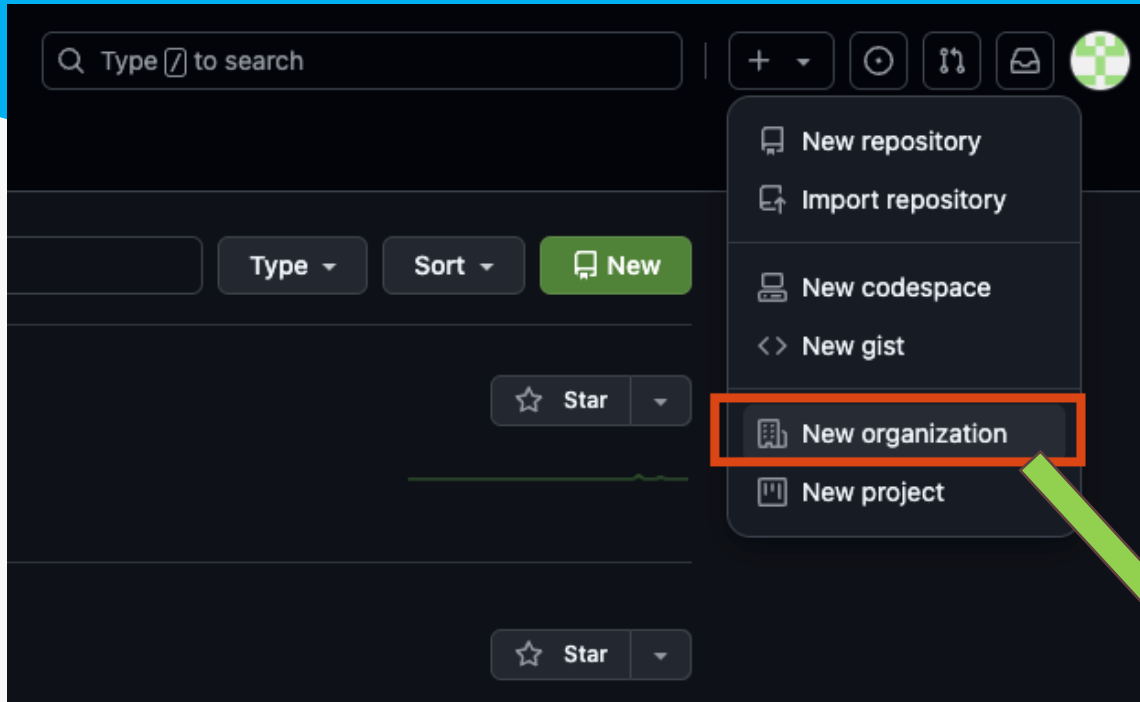 Type / to search
New repository
Import repository
Type
Sort
New
New codespace
New gist
Star
New organization
New project
Star